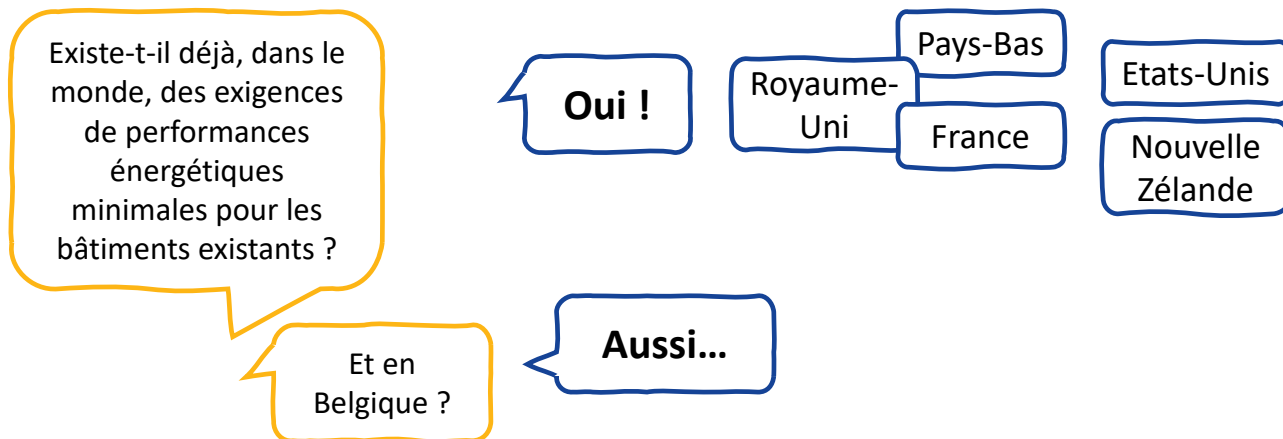 Existe-t-il déjà, dans le
monde, des exigences
de performances
énergétiques
minimales pour les
bâtiments existants ?
Oui !
Royaume-
Uni
Pays-Bas
France
Etats-Unis
Nouvelle
Zélande
Et en
Belgique ?
Aussi...